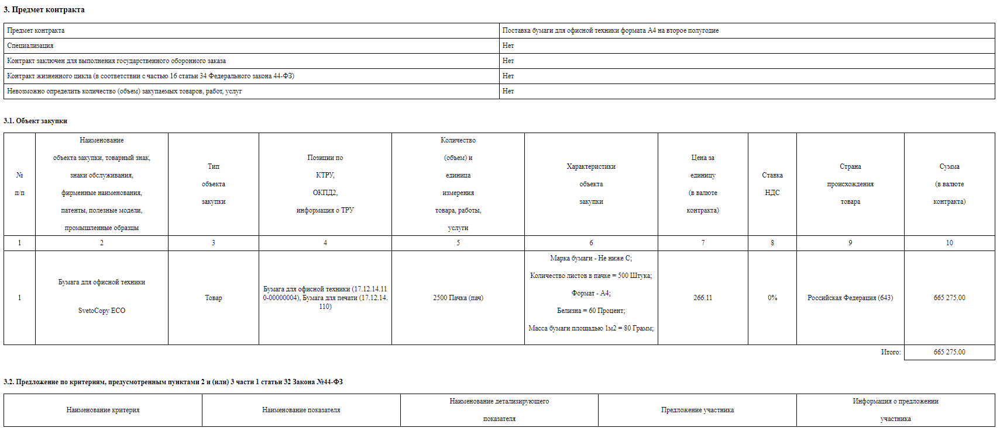 3. Предмет контракта
Предмет контракта
Поставка бумаги для офисной техники формата А4 на второе полугодие
Специализация
Нет
Контракт заключен для выполнения государственного оборонного заказа
Нет
Контракт жизненного цикла (в соответствии с частью 16 статьи 34 Федерального закона 44-ФЗ)
Нет
Невозможно определить количество (объем) закупаемых товаров, работ, услуг
Нет
3.1. Объект закупки
№
п/п
Наименование
объекта закупки, товарный знак,
знаки обслуживания,
фирменные наименования,
патенты, полезные модели,
промышленные образцы
Тип
объекта
закупки
Позиции по
КТРУ,
ОКПД2,
информация о ТРУ
Количество
(объем) и
единица
измерения
товара, работы,
услуги
Характеристики
объекта
закупки
Цена за
единицу
(в валюте
контракта)
Ставка
НДС
Страна
происхождения
товара
Сумма
(в валюте
контракта)
1
2
3
4
5
6
7
8
9
10
1
Бумага для офисной техники
SvetoCopy ECO
Товар
Бумага для офисной техники (17.12.14.11
0-00000004), Бумага для печати (17.12.14.
110)
2500 Пачка (пач)
Марка бумаги - Не ниже C;
Количество листов в пачке = 500 Штука;
Формат - А4;
Белизна = 60 Процент;
Масса бумаги площадью 1м2 = 80 Грамм;
266.11
0%
Российская Федерация (643)
665 275.00
Итого:
665 275.00
3.2. Предложение по критериям, предусмотренным пунктами 2 и (или) 3 части 1 статьи 32 Закона №44-ФЗ
Наименование критерия
Наименование показателя
Наименование детализирующего
показателя
Предложение участника
Информация о предложении
участника